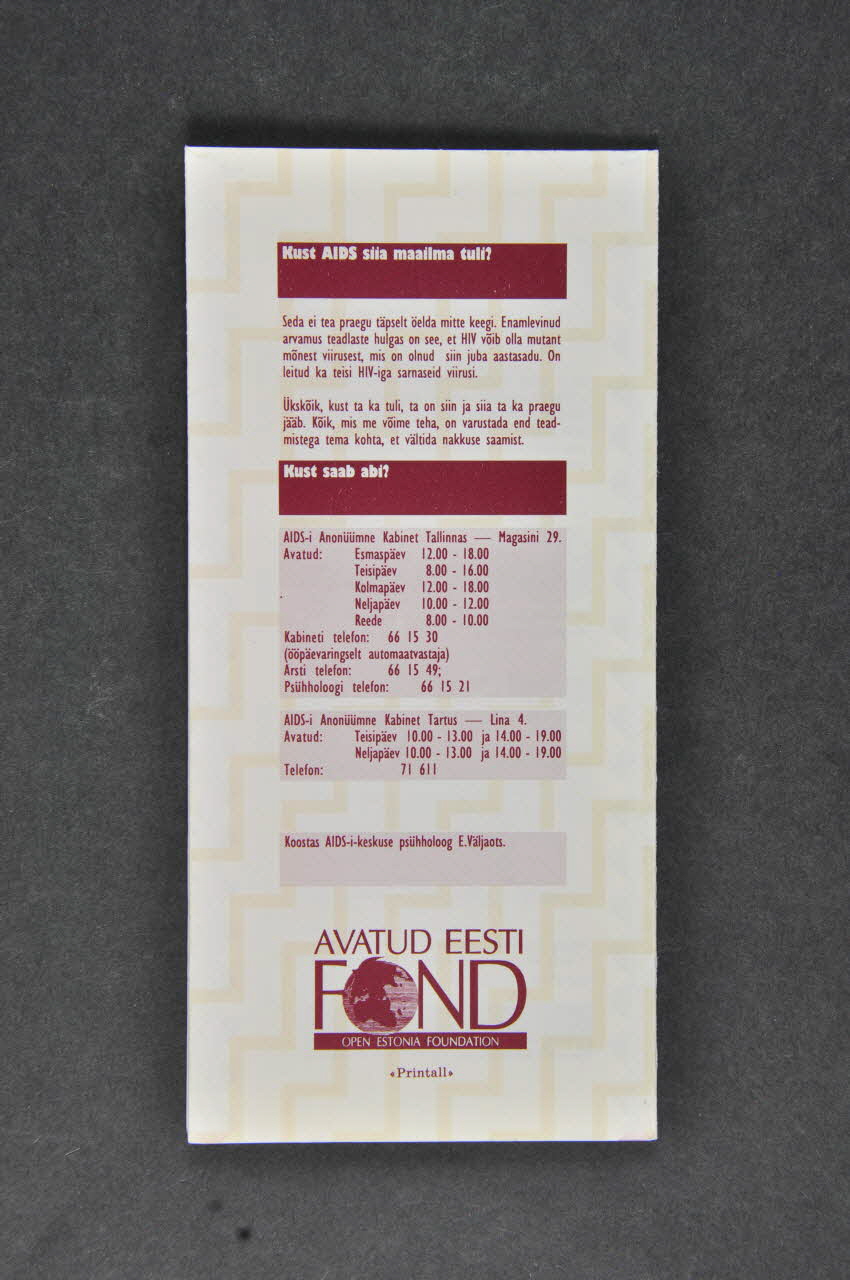 Kust AIDS siia maailma tuli?
Seda ei tea praegu täpselt öelda mitte keegi. Enamlevinud
arvamus teadlaste hulgas on see, et HIV võib olla mutant
mõnest viirusest, mis on olnud siin juba aastasadu. On
leitud ka teisi HIV-iga sarnaseid viirusi.
Ükskõik, kust ta ka tuli, ta on siin ja siia ta ka praegu
jääb. Kõik, mis me võime teha, on varustada end tead-
mistega tema kohta, et vältida nakkuse saamist.
Kust saab abi?
AIDS-i Anonüümne Kabinet Tallinnas — Magasini 29.
Avatud: Esmaspäev 12.00 - 18.00
Teisipäev 8.00 - 16.00
Kolmapäev 12.00 - 18.00
Neljapäev 10.00 - 12.00
Reede 8.00 - 10.00
Kabineti telefon: 66 15 30
(ööpäevaringselt automaatvastaja)
Arsti telefon: 66 15 49;
Psühholoogi telefon: 66 15 21
AIDS-i Anonüümne Kabinet Tartus — Lina 4.
Avatud: Teisipäev 10.00 - 13.00 ja 14.00 - 19.00
Neljapäev 10.00 - 13.00 ja 14.00 - 19.00
Telefon: 71 611
Koostas AIDS-i-keskuse psühholoog E.Väljaots.
AVATUD EESTI
FOND
OPEN ESTONIA FOUNDATION
«Printall»